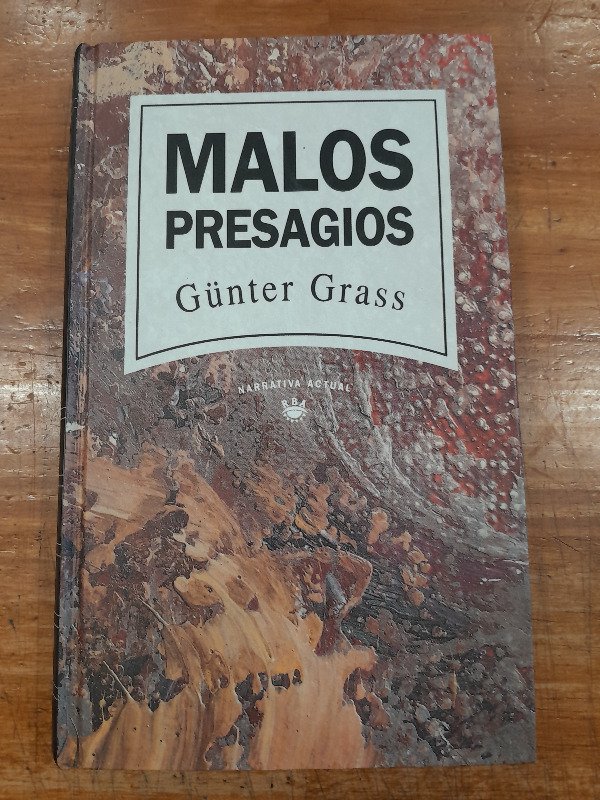 MALOS
PRESAGIOS
Günter Grass
NARRATIVA ACTUAL
RBA